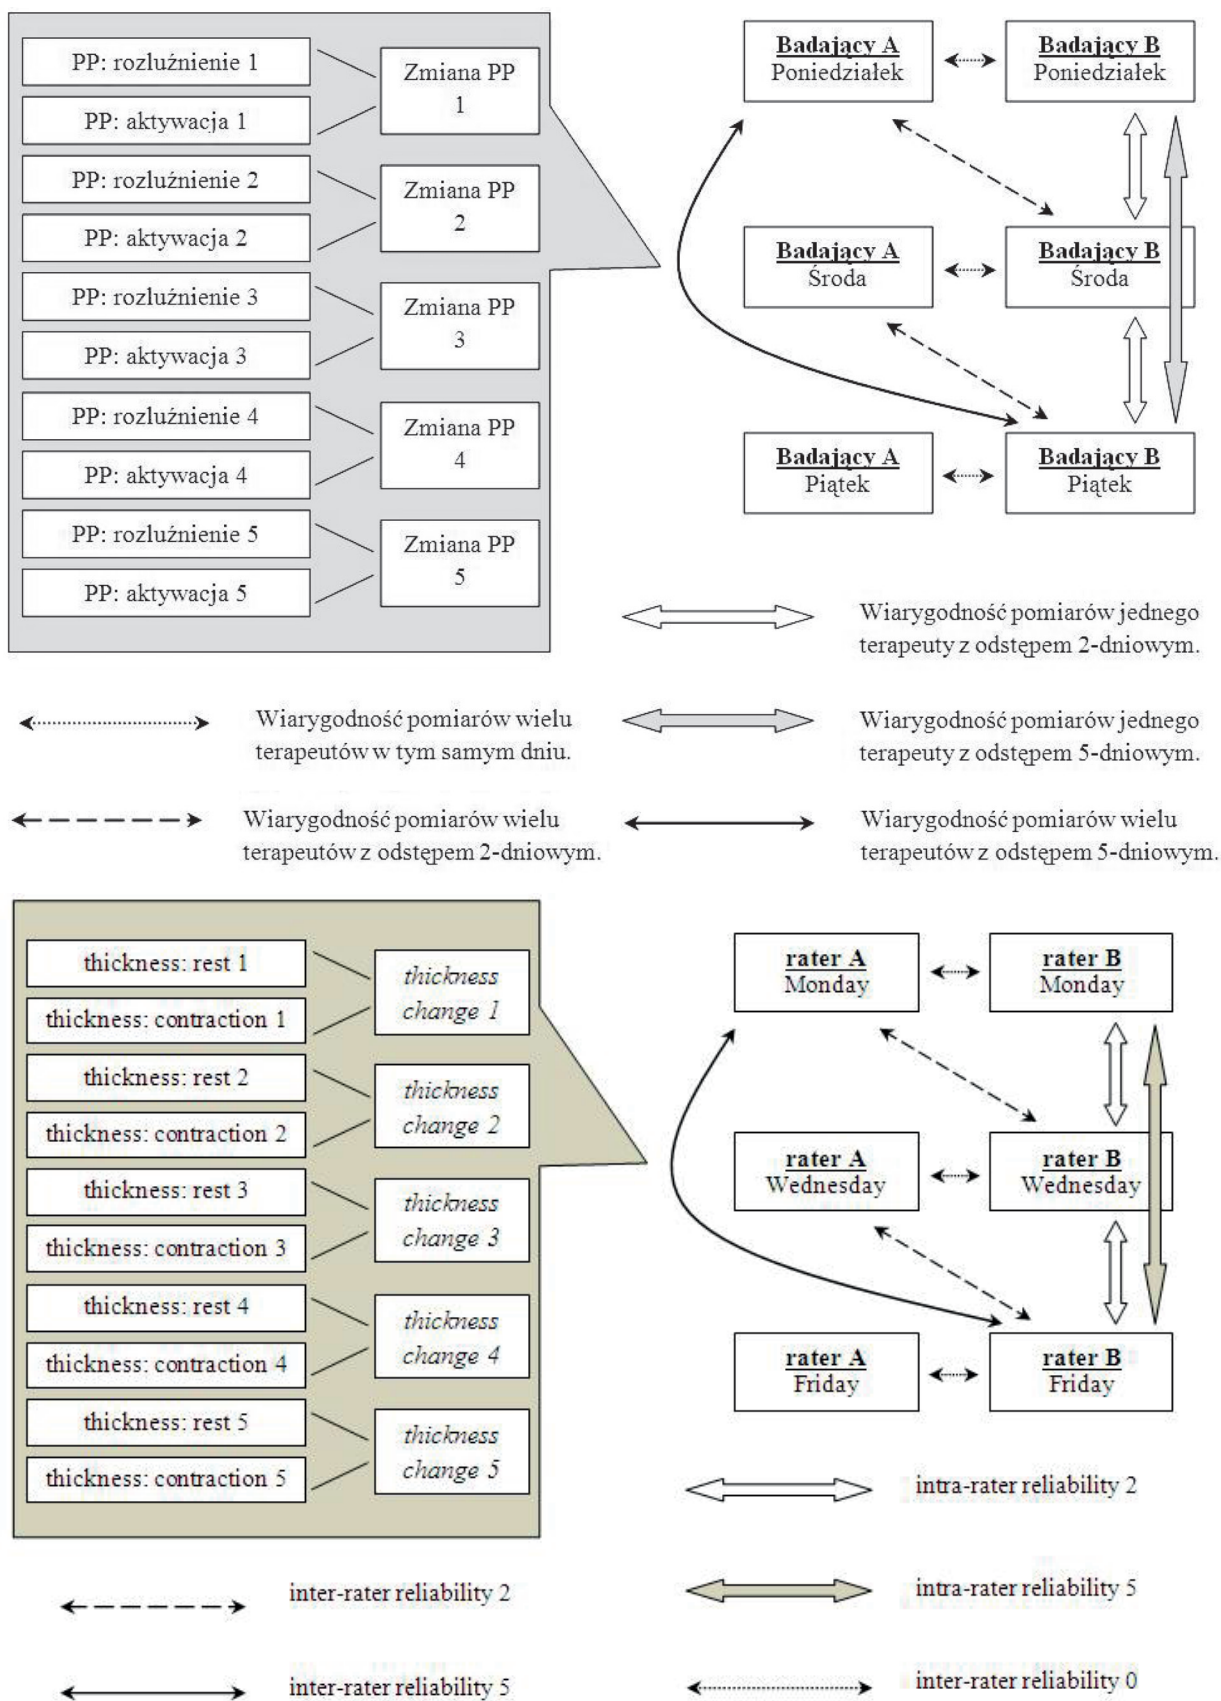 PP: rozluźnienie 1
PP: aktywacja 1
Zmiana PP
1
PP: rozluźnienie 2
PP: aktywacja 2
Zmiana PP
2
PP: rozluźnienie 3
PP: aktywacja 3
Zmiana PP
3
PP: rozluźnienie 4
PP: aktywacja 4
Zmiana PP
4
PP: rozluźnienie 5
PP: aktywacja 5
Zmiana PP
5
Badający A
Poniedziałek
Badający B
Poniedziałek
Badający A
Środa
Badający B
Środa
Badający A
Piątek
Badający B
Piątek
Wiarygodność pomiarów jednego
terapeuty z odstępem 2-dniowym.
Wiarygodność pomiarów wielu
terapeutów w tym samym dniu.
Wiarygodność pomiarów jednego
terapeuty z odstępem 5-dniowym.
Wiarygodność pomiarów wielu
terapeutów z odstępem 2-dniowym.
Wiarygodność pomiarów wielu
terapeutów z odstępem 5-dniowym.
thickness: rest 1
thickness: contraction 1
thickness
change 1
thickness: rest 2
thickness: contraction 2
thickness
change 2
thickness: rest 3
thickness: contraction 3
thickness
change 3
thickness: rest 4
thickness: contraction 4
thickness
change 4
thickness: rest 5
thickness: contraction 5
thickness
change 5
rater A
Monday
rater B
Monday
rater A
Wednesday
rater B
Wednesday
rater A
Friday
rater B
Friday
intra-rater reliability 2
inter-rater reliability 2
intra-rater reliability 5
inter-rater reliability 5
inter-rater reliability 0